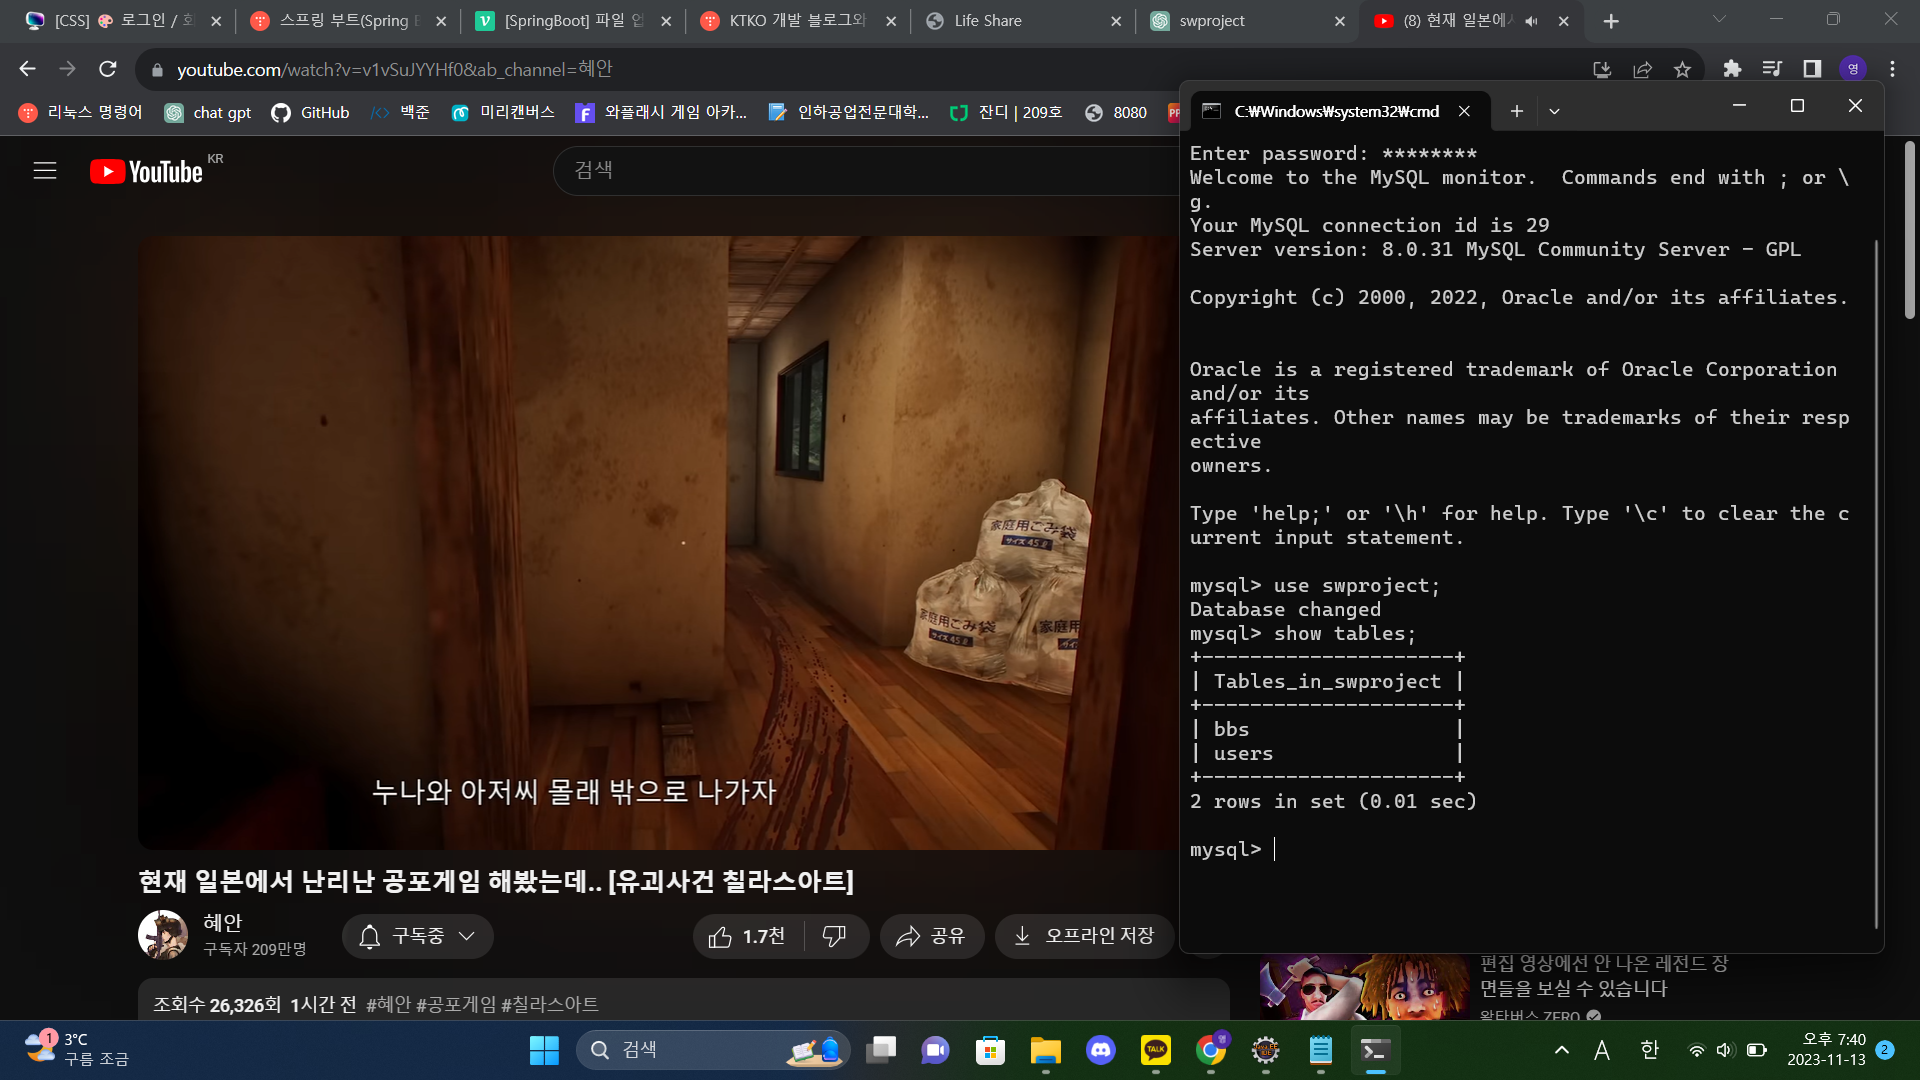 [CSS] 🎨 로그인 / 회
스프링 부트(Spring B
[SpringBoot] 파일 업
KTKO 개발 블로그와
Life Share
swproject
(8) 현재 일본에서
youtube.com/watch?v=v1vSuJYYHf0&ab_channel=혜안
영
리눅스 명령어
chat gpt
GitHub
백준
미리캔버스
와플래시 게임 아카...
인하공업전문대학...
잔디 | 209호
8080
C:₩Windows₩system32₩cmd
YouTube KR
검색
Enter password: ********
Welcome to the MySQL monitor.  Commands end with ; or \
g.
Your MySQL connection id is 29
Server version: 8.0.31 MySQL Community Server - GPL
Copyright (c) 2000, 2022, Oracle and/or its affiliates.
Oracle is a registered trademark of Oracle Corporation
and/or its
affiliates. Other names may be trademarks of their resp
ective
owners.
Type 'help;' or '\h' for help. Type '\c' to clear the c
urrent input statement.
mysql> use swproject;
Database changed
mysql> show tables;
+---------------------+
| Tables_in_swproject |
+---------------------+
| bbs                 |
| users               |
+---------------------+
2 rows in set (0.01 sec)
mysql>
家庭用ごみ袋
サイズ 45ℓ
家庭用ごみ袋
サイズ 45ℓ
家庭用
누나와 아저씨 몰래 밖으로 나가자
현재 일본에서 난리난 공포게임 해봤는데.. [유괴사건 칠라스아트]
혜안
구독자 209만명
구독중
1.7천
공유
오프라인 저장
조회수 26,326회 1시간 전 #혜안 #공포게임 #칠라스아트
편집 영상에선 안 나온 레전드 장
면들을 보실 수 있습니다
왁타버스 ZERO
1
3°C
구름 조금
검색
TALK
A
한
오후 7:40
2023-11-13
2